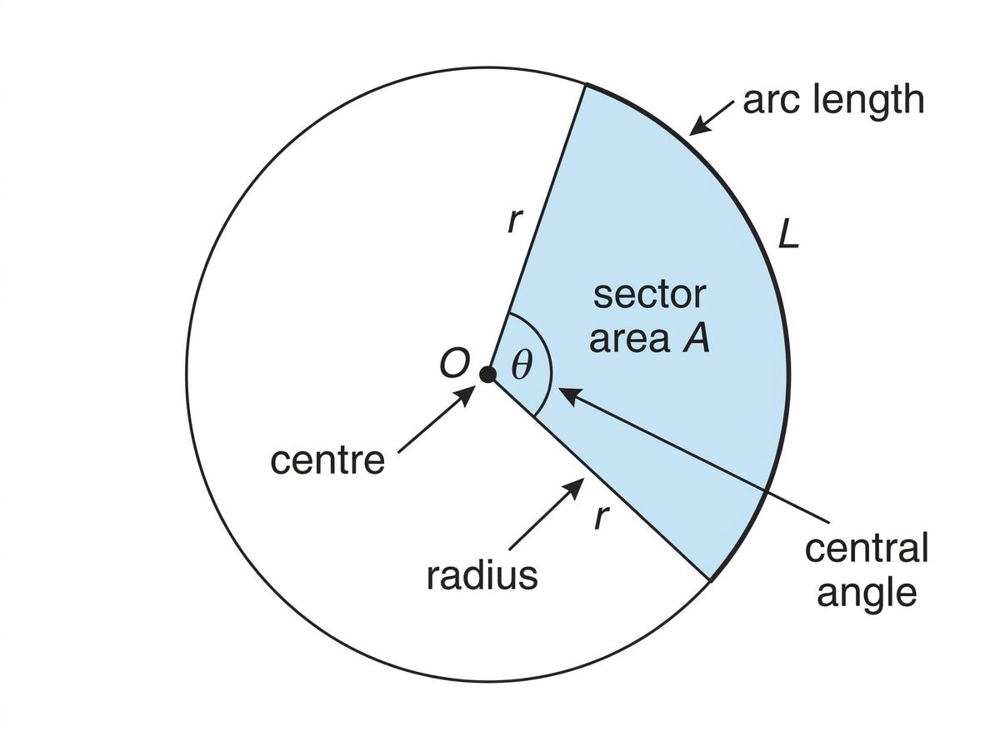 arc length
r
L
sector
area A
O
θ
centre
r
radius
central
angle